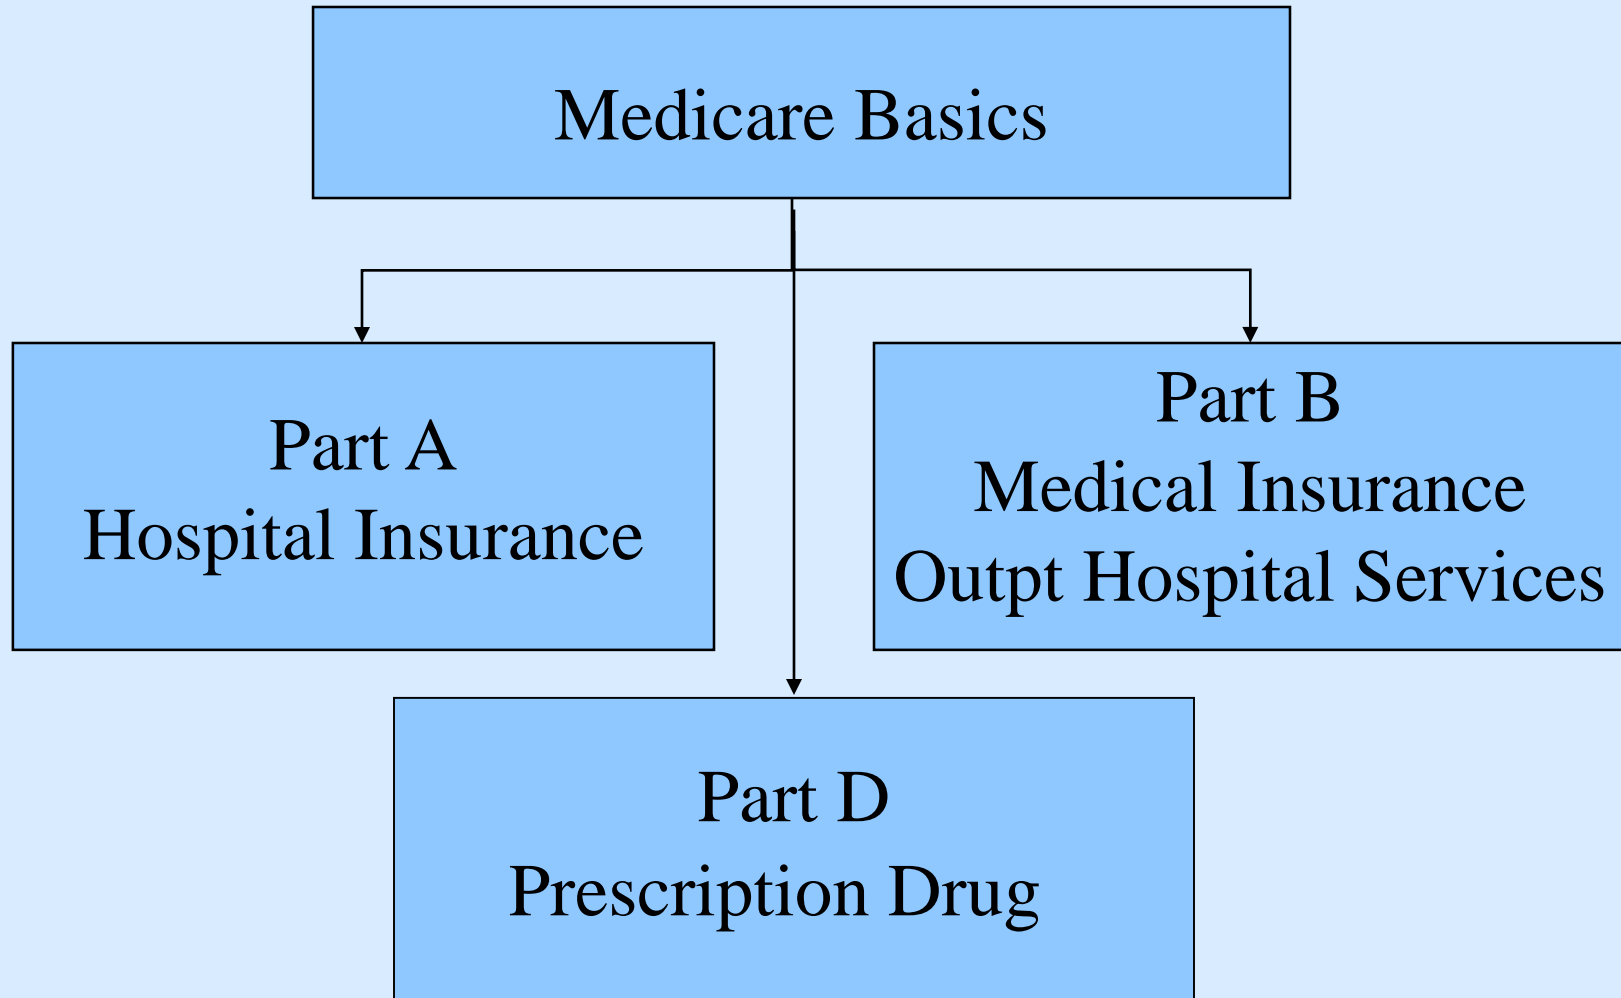 Medicare Basics
Part A
Hospital Insurance
Part B
Medical Insurance
Outpt Hospital Services
Part D
Prescription Drug